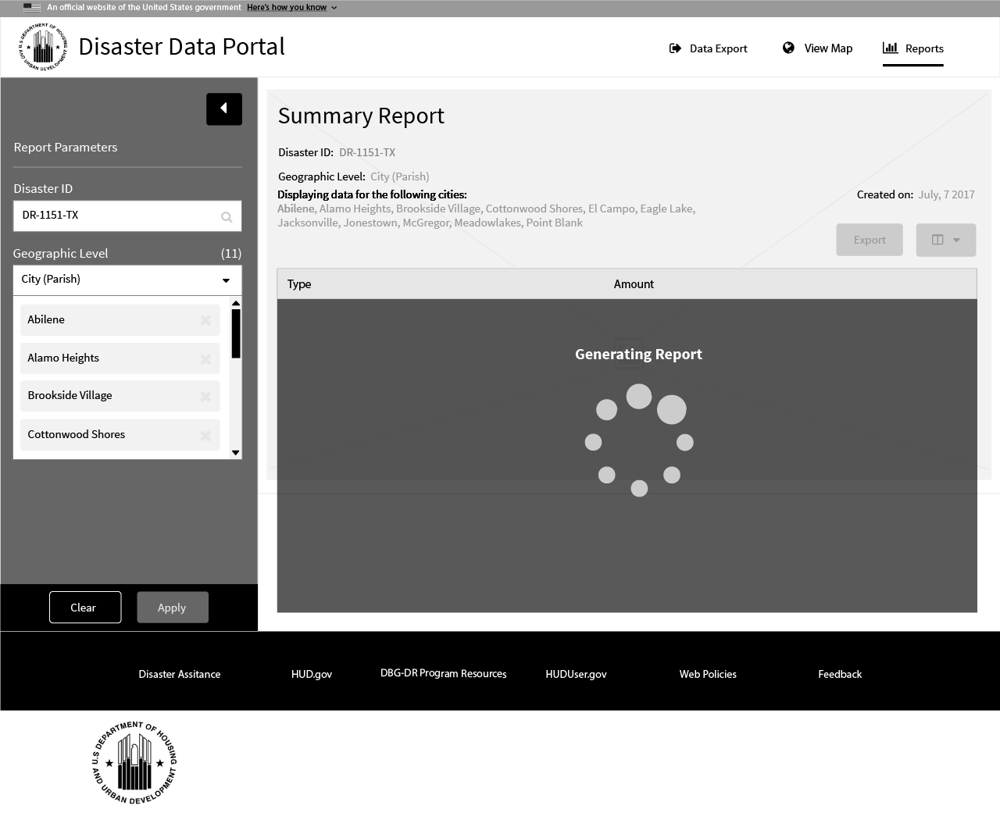 An official website of the United States government Here's how you know
U.S DEPARTMENT OF HOUSING AND URBAN DEVELOPMENT
Disaster Data Portal
Data Export
View Map
Reports
Report Parameters
Disaster ID
DR-1151-TX
Geographic Level (11)
City (Parish)
Abilene
Alamo Heights
Brookside Village
Cottonwood Shores
Clear
Apply
Summary Report
Disaster ID: DR-1151-TX
Geographic Level: City (Parish)
Displaying data for the following cities:
Abilene, Alamo Heights, Brookside Village, Cottonwood Shores, El Campo, Eagle Lake,
Jacksonville, Jonestown, McGregor, Meadowlakes, Point Blank
Created on: July, 7 2017
Export
Type Amount
Generating Report
Disaster Assitance
HUD.gov
DBG-DR Program Resources
HUDUser.gov
Web Policies
Feedback
U.S DEPARTMENT OF HOUSING AND URBAN DEVELOPMENT